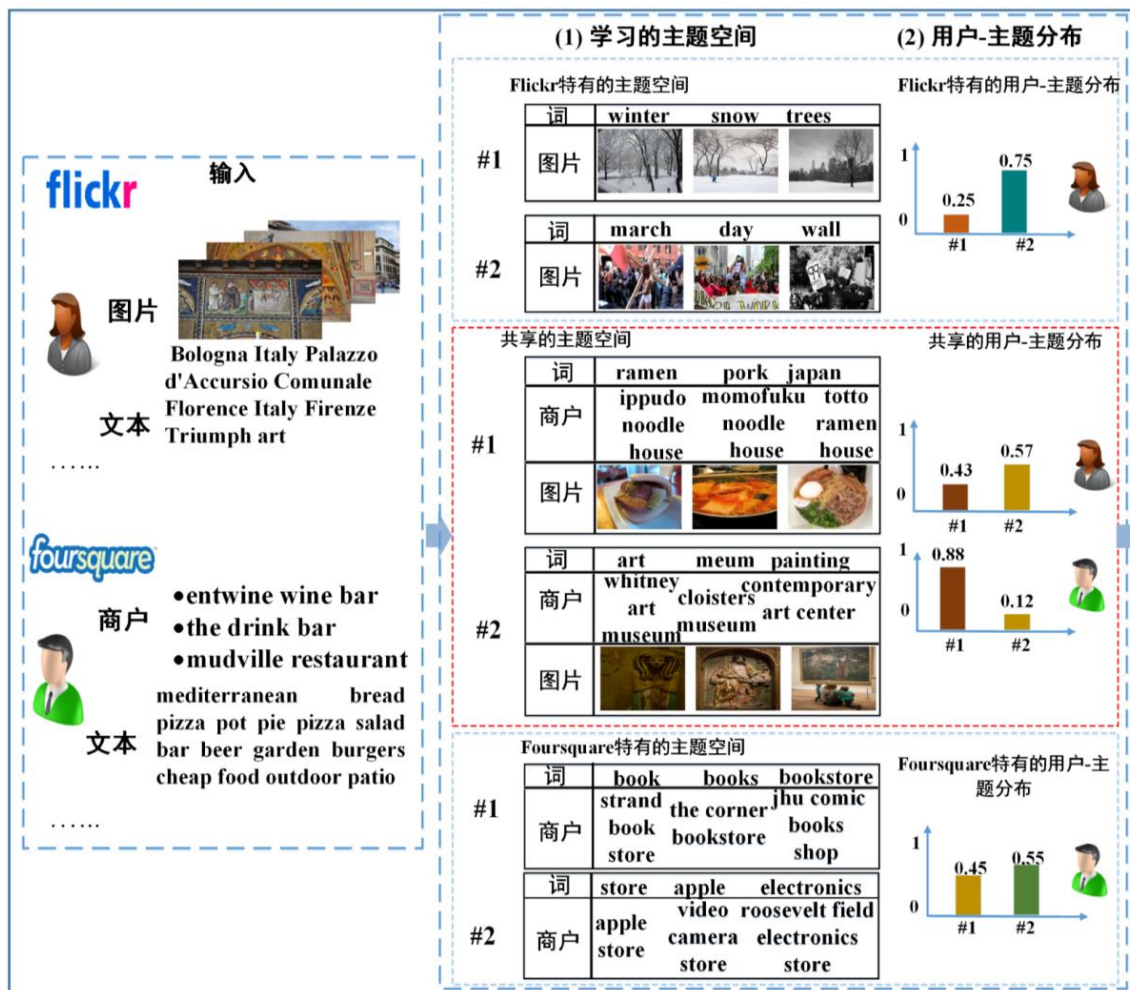 输入
flickr
图片
Bologna Italy Palazzo
d'Accursio Comunale
Florence Italy Firenze
Triumph art
文本
…...
foursquare
商户
•entwine wine bar
•the drink bar
•mudville restaurant
文本
mediterranean bread
pizza pot pie pizza salad
bar beer garden burgers
cheap food outdoor patio
…...
(1) 学习的主题空间
Flickr特有的主题空间
#1
词 winter snow trees
图片
#2
词 march day wall
图片
共享的主题空间
#1
词 ramen pork japan
商户
ippudo momofuku totto
noodle noodle ramen
house house house
图片
#2
词 art meum painting
商户
whitney art museum
cloisters museum
contemporary art center
图片
Foursquare特有的主题空间
#1
词 book books bookstore
商户
strand book store
the corner bookstore
jhu comic books shop
#2
词 store apple electronics
商户
apple store
video camera store
roosevelt field electronics store
(2) 用户-主题分布
Flickr特有的用户-主题分布
1
0.75
0.25
0
#1 #2
共享的用户-主题分布
1
0.57
0.43
0
#1 #2
1
0.88
0.12
0
#1 #2
Foursquare特有的用户-主
题分布
1
0.45 0.55
0
#1 #2